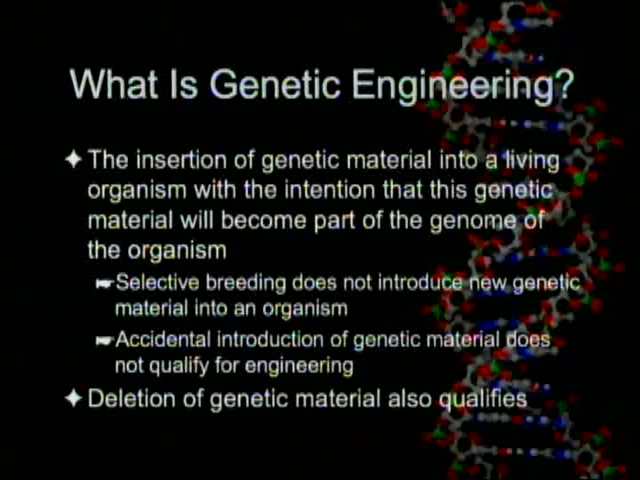 What Is Genetic Engineering?
The insertion of genetic material into a living
organism with the intention that this genetic
material will become part of the genome of
the organism
Selective breeding does not introduce new genetic
material into an organism
Accidental introduction of genetic material does
not qualify for engineering
Deletion of genetic material also qualifies